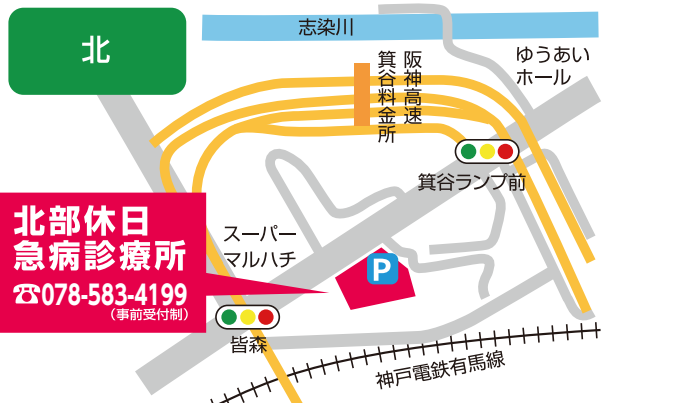 北
志染川
ゆうあい
ホール
阪神高速
箕谷料金所
箕谷ランプ前
北部休日
急病診療所
☎078-583-4199
（事前受付制）
スーパー
マルハチ
P
皆森
神戸電鉄有馬線